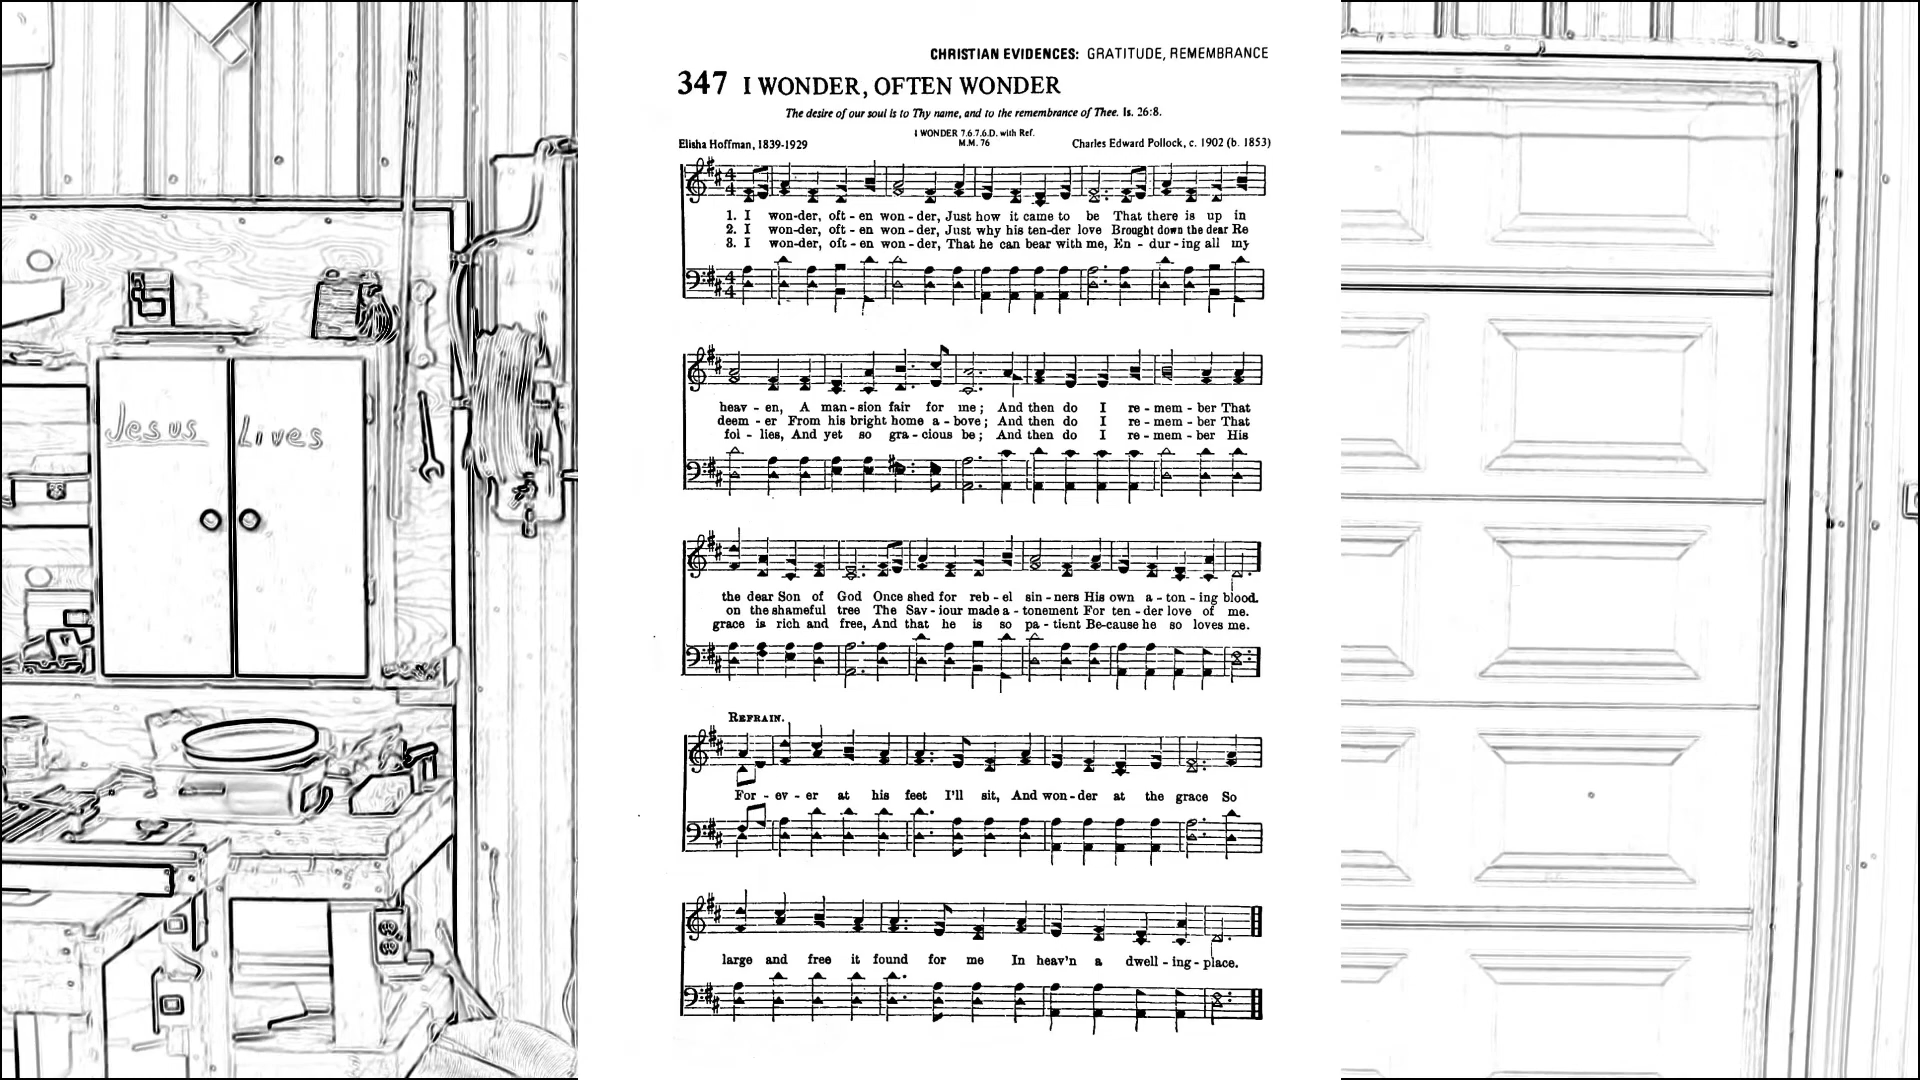 Jesus Lives
CHRISTIAN EVIDENCES: GRATITUDE, REMEMBRANCE
347 I WONDER, OFTEN WONDER
The desire of our soul is to Thy name, and to the remembrance of Thee. Is. 26:8.
I WONDER 7.6.7.6.D. with Ref.
Elisha Hoffman, 1839-1929 M.M. 76 Charles Edward Pollock, c. 1902 (b. 1853)
1. I won-der, oft - en won - der, Just how it came to be That there is up in
2. I won-der, oft - en won - der, Just why his ten-der love Brought down the dear Re
3. I won-der, oft - en won - der, That he can bear with me, En - dur - ing all my
heav - en, A man - sion fair for me; And then do I re - mem - ber That
deem - er From his bright home a - bove; And then do I re - mem - ber That
fol - lies, And yet so gra - cious be; And then do I re - mem - ber His
the dear Son of God Once shed for reb - el sin - ners His own a - ton - ing blood.
on the shameful tree The Sav - iour made a - tonement For ten - der love of me.
grace is rich and free, And that he is so pa - tient Be-cause he so loves me.
REFRAIN.
For - ev - er at his feet I'll sit, And won - der at the grace So
large and free it found for me In heav'n a dwell - ing - place.